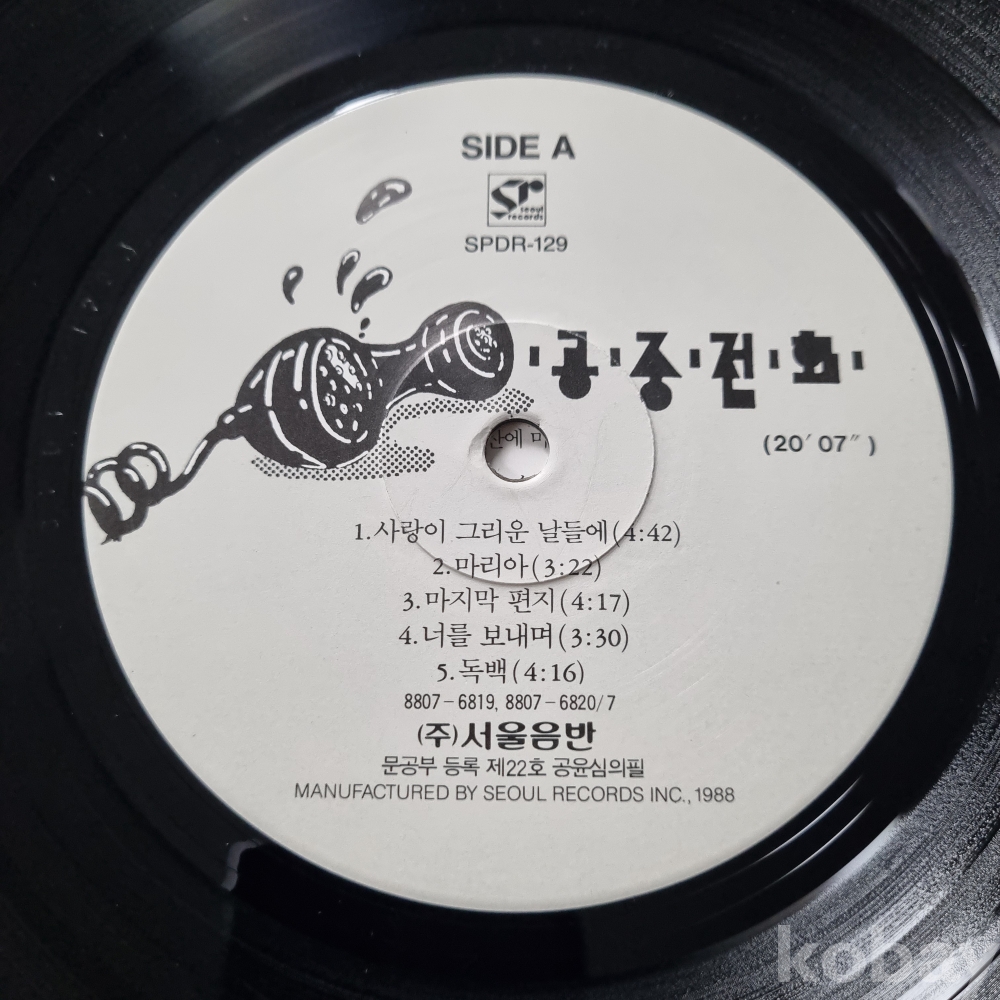 SIDE A
Sr
seoul
records
SPDR-129
공중전화
(20′ 07″)
1.사랑이 그리운 날들에(4:42)
2.마리아(3:22)
3.마지막 편지(4:17)
4.너를 보내며(3:30)
5.독백(4:16)
8807-6819, 8807-6820/7
(주)서울음반
문공부 등록 제22호 공윤심의필
MANUFACTURED BY SEOUL RECORDS INC., 1988